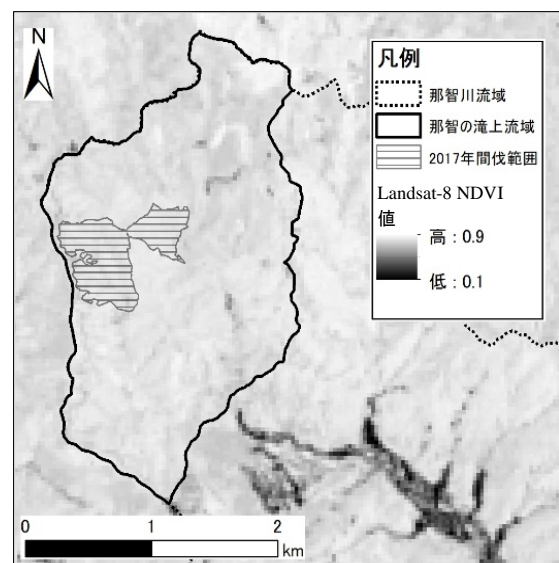 N
凡例
那智川流域
那智の滝上流域
2017年間伐範囲
Landsat-8 NDVI
値
高 : 0.9
低 : 0.1
0 1 2
km